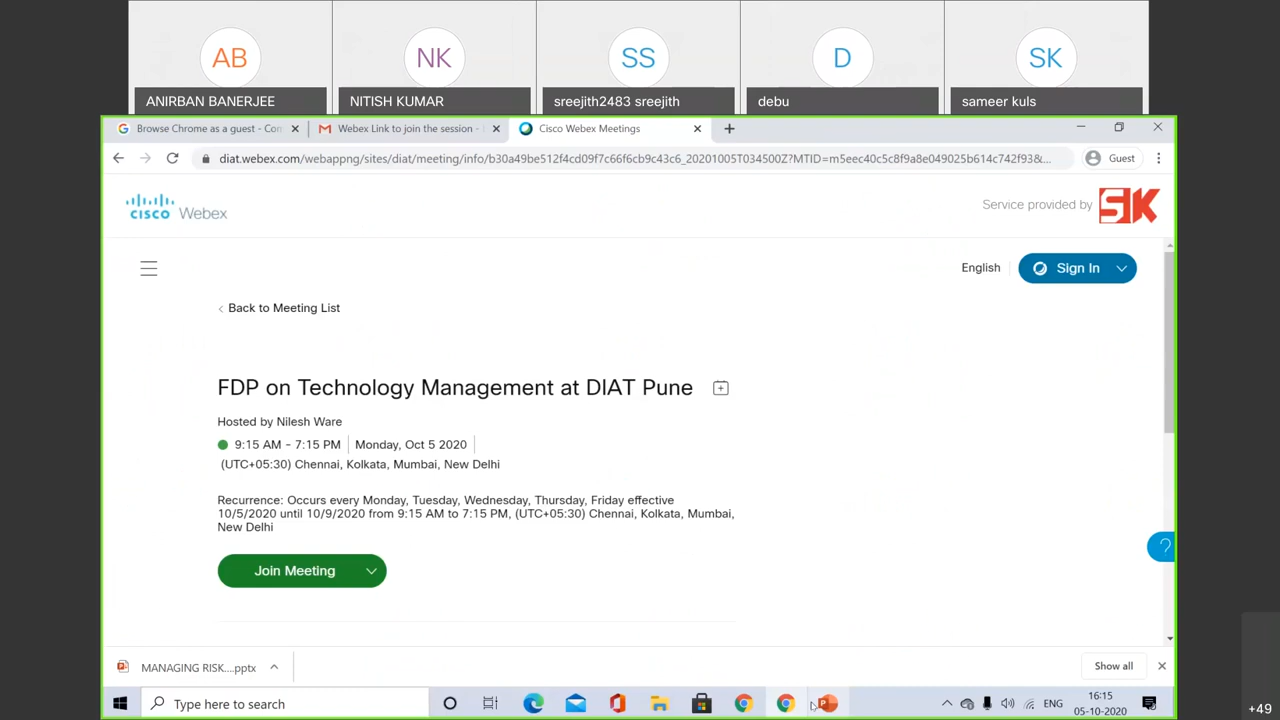 AB
NK
SS
D
SK
ANIRBAN BANERJEE
NITISH KUMAR
sreejith2483 sreejith
debu
sameer kuls
Browse Chrome as a guest - Com
Webex Link to join the session -
Cisco Webex Meetings
diat.webex.com/webappng/sites/diat/meeting/info/b30a49be512f4cd09f7c66f6cb9c43c6_20201005T034500Z?MTID=m5eec40c5c8f9a8e049025b614c742f93&...
Guest
CISCO Webex
Service provided by SK
English
Sign In
Back to Meeting List
FDP on Technology Management at DIAT Pune
Hosted by Nilesh Ware
9:15 AM - 7:15 PM | Monday, Oct 5 2020
(UTC+05:30) Chennai, Kolkata, Mumbai, New Delhi
Recurrence: Occurs every Monday, Tuesday, Wednesday, Thursday, Friday effective
10/5/2020 until 10/9/2020 from 9:15 AM to 7:15 PM, (UTC+05:30) Chennai, Kolkata, Mumbai,
New Delhi
Join Meeting
?
MANAGING RISK....pptx
Show all
Type here to search
ENG
16:15
05-10-2020
+49